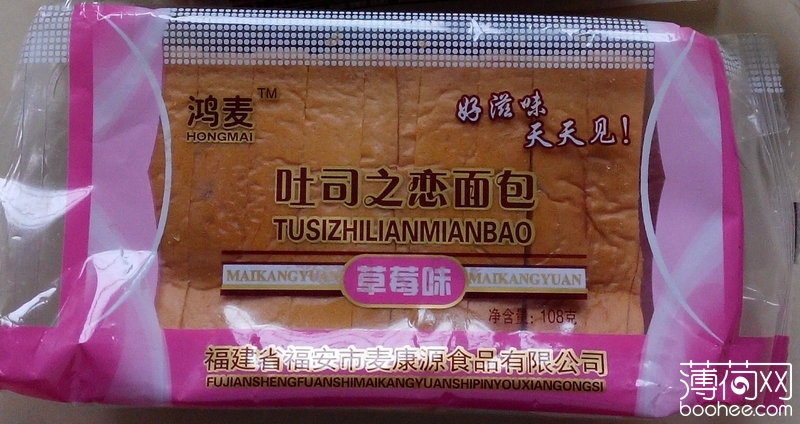 鸿麦™
HONGMAI
好滋味
天天见!
吐司之恋面包
TUSIZHILIANMIANBAO
MAIKANGYUAN 草莓味 MAIKANGYUAN
净含量:108克
福建省福安市麦康源食品有限公司
FUJIANSHENGFUANSHIMAIKANGYUANSHIPINYOUXIANGONGSI
薄荷网
boohee.com